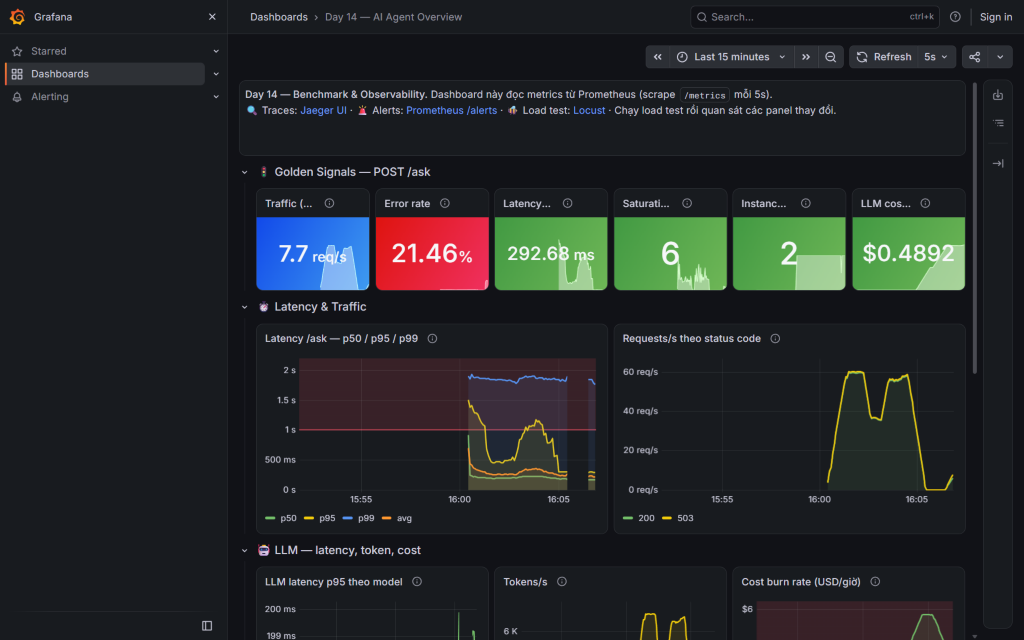 Grafana
Dashboards › Day 14 — AI Agent Overview
Search...
ctrl+k
Sign in
Starred
Dashboards
Alerting
Last 15 minutes
Refresh
5s
Day 14 — Benchmark & Observability. Dashboard này đọc metrics từ Prometheus (scrape /metrics mỗi 5s).
Traces: Jaeger UI · Alerts: Prometheus /alerts · Load test: Locust · Chạy load test rồi quan sát các panel thay đổi.
Golden Signals — POST /ask
Traffic (...
Error rate
Latency...
Saturati...
Instanc...
LLM cos...
7.7 req/s
21.46%
292.68 ms
6
2
$0.4892
Latency & Traffic
Latency /ask — p50 / p95 / p99
2 s
1.5 s
1 s
500 ms
0 s
15:55
16:00
16:05
p50
p95
p99
avg
Requests/s theo status code
60 req/s
40 req/s
20 req/s
0 req/s
15:55
16:00
16:05
200
503
LLM — latency, token, cost
LLM latency p95 theo model
200 ms
199 ms
Tokens/s
6 K
Cost burn rate (USD/giờ)
$6